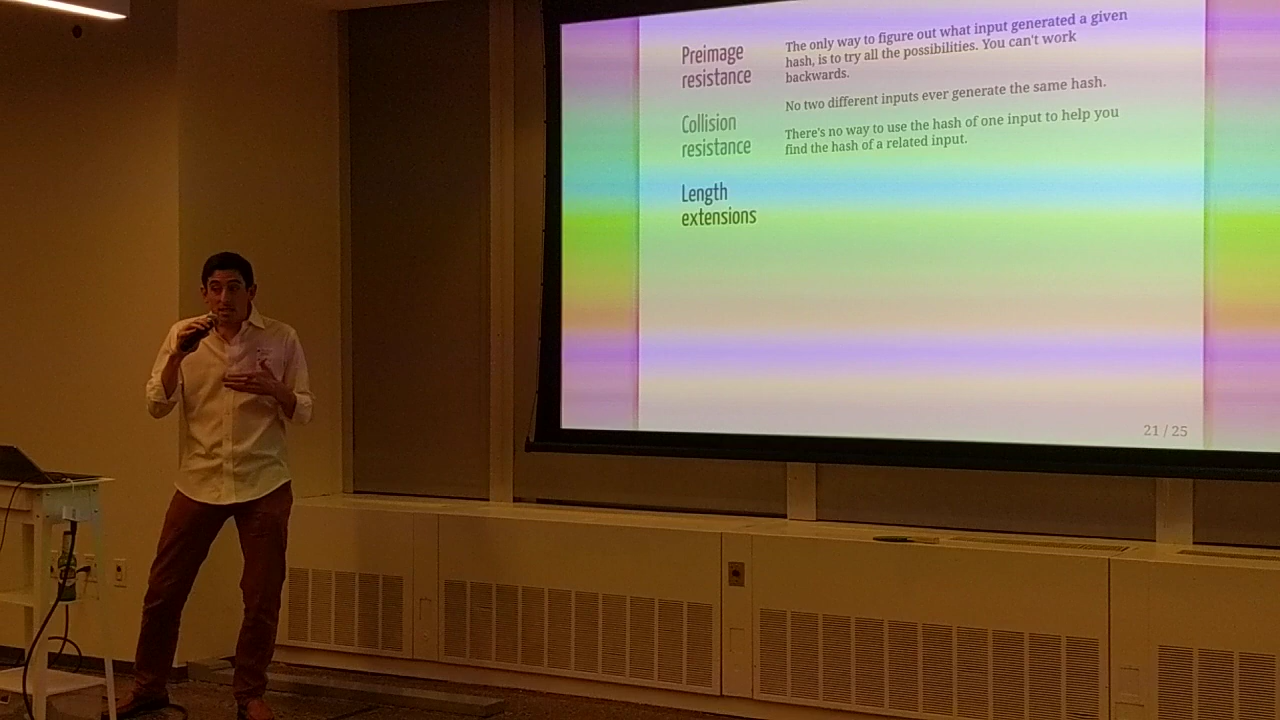 Preimage
resistance
The only way to figure out what input generated a given
hash, is to try all the possibilities. You can't work
backwards.
Collision
resistance
No two different inputs ever generate the same hash.
Length
extensions
There's no way to use the hash of one input to help you
find the hash of a related input.
21 / 25